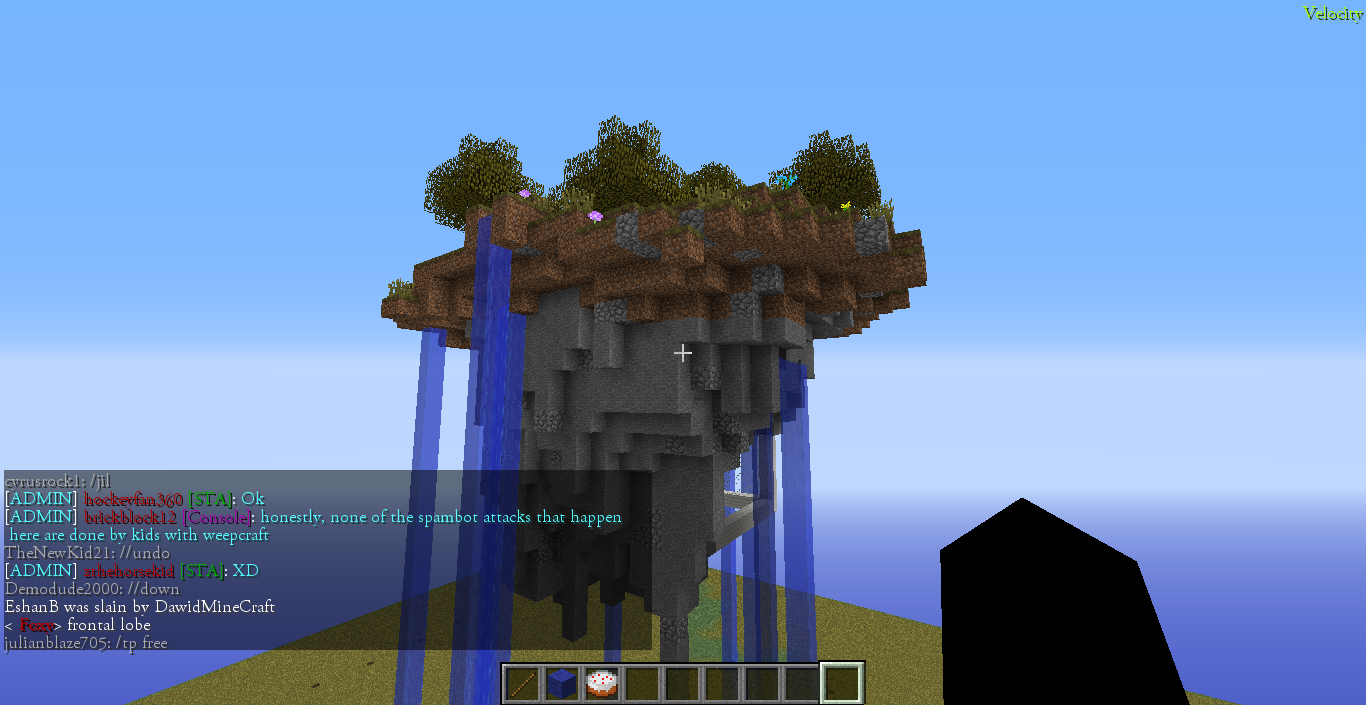 Velocity
cyrusrock1: /jil
[ADMIN] hockeyfan360 [STA]: Ok
[ADMIN] brickblock12 [Console]: honestly, none of the spambot attacks that happen
here are done by kids with weepcraft
TheNewKid21: //undo
[ADMIN] zthehorsekid [STA]: XD
Demodude2000: //down
EshanB was slain by DawidMineCraft
< Foxy> frontal lobe
julianblaze705: /tp free